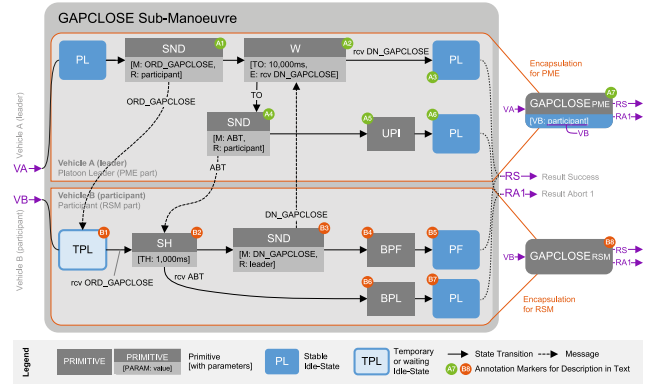 GAPCLOSE Sub-Manoeuvre
PL
SND
[M: ORD_GAPCLOSE,
R: participant]
A1
W
[TO: 10,000ms,
E: rcv DN_GAPCLOSE]
A2
rcv DN_GAPCLOSE
PL
A3
ORD_GAPCLOSE
TO
SND
[M: ABT,
R: participant]
A4
UPI
A5
PL
A6
ABT
Vehicle A (leader)
VA
Vehicle A (leader)
Platoon Leader (PME part)
Encapsulation
for PME
VA
GAPCLOSE PME
[VB: participant]
A7
RS
RA1
VB
RS
Result Success
RA1
Result Abort 1
VB
Vehicle B (participant)
Vehicle B (participant)
Participant (RSM part)
DN_GAPCLOSE
TPL
B1
rcv ORD_GAPCLOSE
SH
[TH: 1,000ms]
B2
SND
[M: DN_GAPCLOSE,
R: leader]
B3
BPF
B4
PF
B5
rcv ABT
BPL
B6
PL
B7
VB
GAPCLOSE RSM
B8
RS
RA1
Encapsulation
for RSM
Legend
PRIMITIVE
PRIMITIVE
[PARAM: value]
Primitive
[with parameters]
PL
Stable
Idle-State
TPL
Temporary
or waiting
Idle-State
State Transition
Message
A7
B8
Annotation Markers for Description in Text